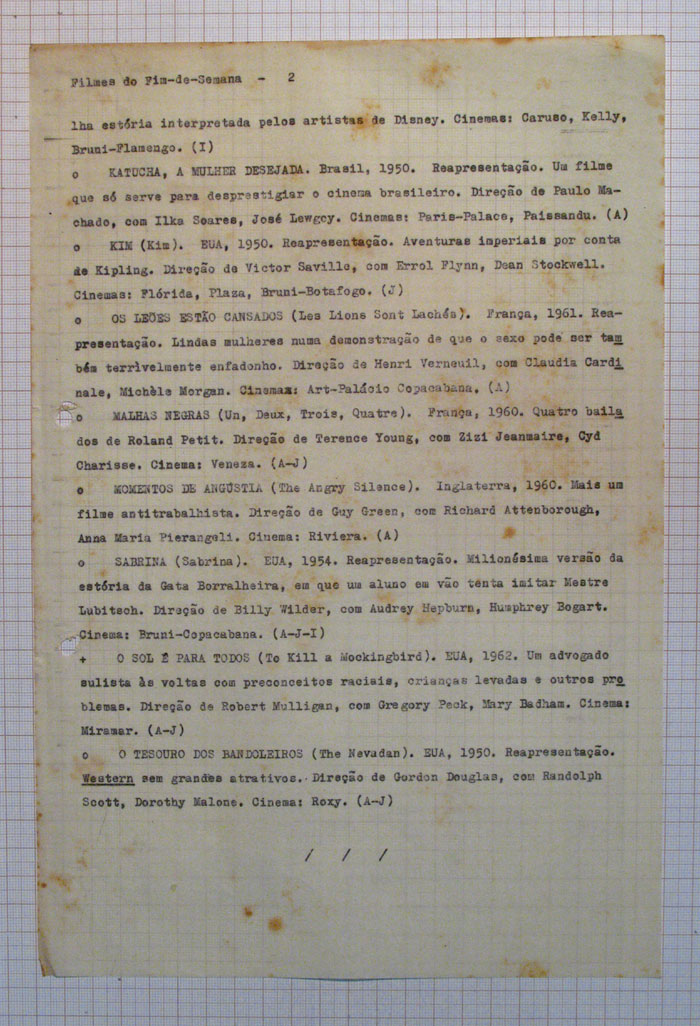 Filmes do Fim-de-Semana - 2
lha estória interpretada pelos artistas de Disney. Cinemas: Caruso, Kelly,
Bruni-Flamengo. (I)
o KATUCHA, A MULHER DESEJADA. Brasil, 1950. Reapresentação. Um filme
que só serve para desprestigiar o cinema brasileiro. Direção de Paulo Ma-
chado, com Ilka Soares, José Lewgoy. Cinemas: Paris-Palace, Paissandu. (A)
o KIM (Kim). EUA, 1950. Reapresentação. Aventuras imperiais por conta
de Kipling. Direção de Victor Saville, com Errol Flynn, Dean Stockwell.
Cinemas: Flórida, Plaza, Bruni-Botafogo. (J)
o OS LEÕES ESTÃO CANSADOS (Les Lions Sont Lachés). França, 1961. Rea-
presentação. Lindas mulheres numa demonstração de que o sexo pode ser tam
bém terrìvelmente enfadonho. Direção de Henri Verneuil, com Claudia Cardi
nale, Michèle Morgan. Cinemax: Art-Palácio Copacabana. (A)
o MALHAS NEGRAS (Un, Deux, Trois, Quatre). França, 1960. Quatro baila
dos de Roland Petit. Direção de Terence Young, com Zizi Jeanmaire, Cyd
Charisse. Cinema: Veneza. (A-J)
o MOMENTOS DE ANGÚSTIA (The Angry Silence). Inglaterra, 1960. Mais um
filme antitrabalhista. Direção de Guy Green, com Richard Attenborough,
Anna Maria Pierangeli. Cinema: Riviera. (A)
o SABRINA (Sabrina). EUA, 1954. Reapresentação. Milionésima versão da
estória da Gata Borralheira, em que um aluno em vão tenta imitar Mestre
Lubitsch. Direção de Billy Wilder, com Audrey Hepburn, Humphrey Bogart.
Cinema: Bruni-Copacabana. (A-J-I)
+ O SOL É PARA TODOS (To Kill a Mockingbird). EUA, 1962. Um advogado
sulista às voltas com preconceitos raciais, crianças levadas e outros pro
blemas. Direção de Robert Mulligan, com Gregory Peck, Mary Badham. Cinema:
Miramar. (A-J)
o O TESOURO DOS BANDOLEIROS (The Nevadan). EUA, 1950. Reapresentação.
Western sem grandes atrativos. Direção de Gordon Douglas, com Randolph
Scott, Dorothy Malone. Cinema: Roxy. (A-J)
/ / /